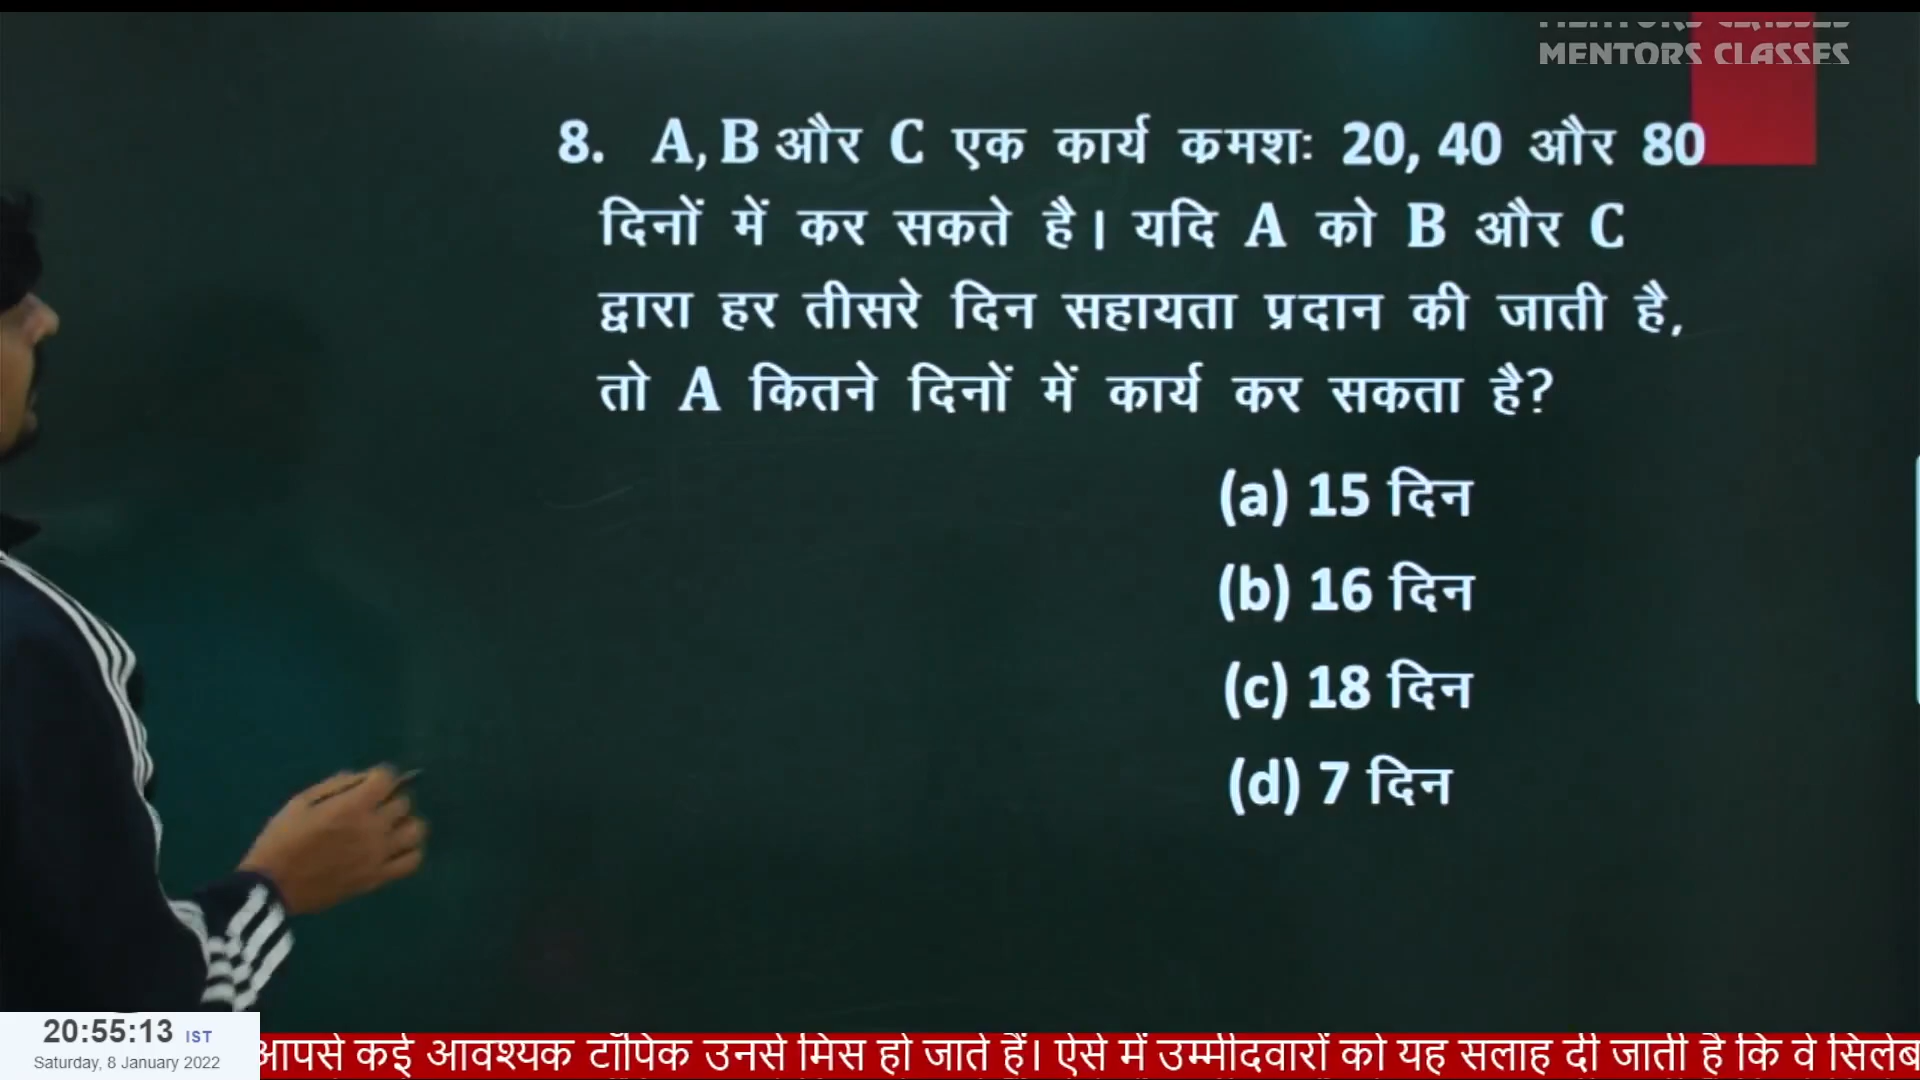 MENTORS CLASSES
8. A, B और C एक कार्य कमशः 20, 40 और 80
दिनों में कर सकते है। यदि A को B और C
द्वारा हर तीसरे दिन सहायता प्रदान की जाती है,
तो A कितने दिनों में कार्य कर सकता है?
(a) 15 दिन
(b) 16 दिन
(c) 18 दिन
(d) 7 दिन
20:55:13 IST
Saturday, 8 January 2022
आपसे कई आवश्यक टॉपिक उनसे मिस हो जाते हैं। ऐसे में उम्मीदवारों को यह सलाह दी जाती है कि वे